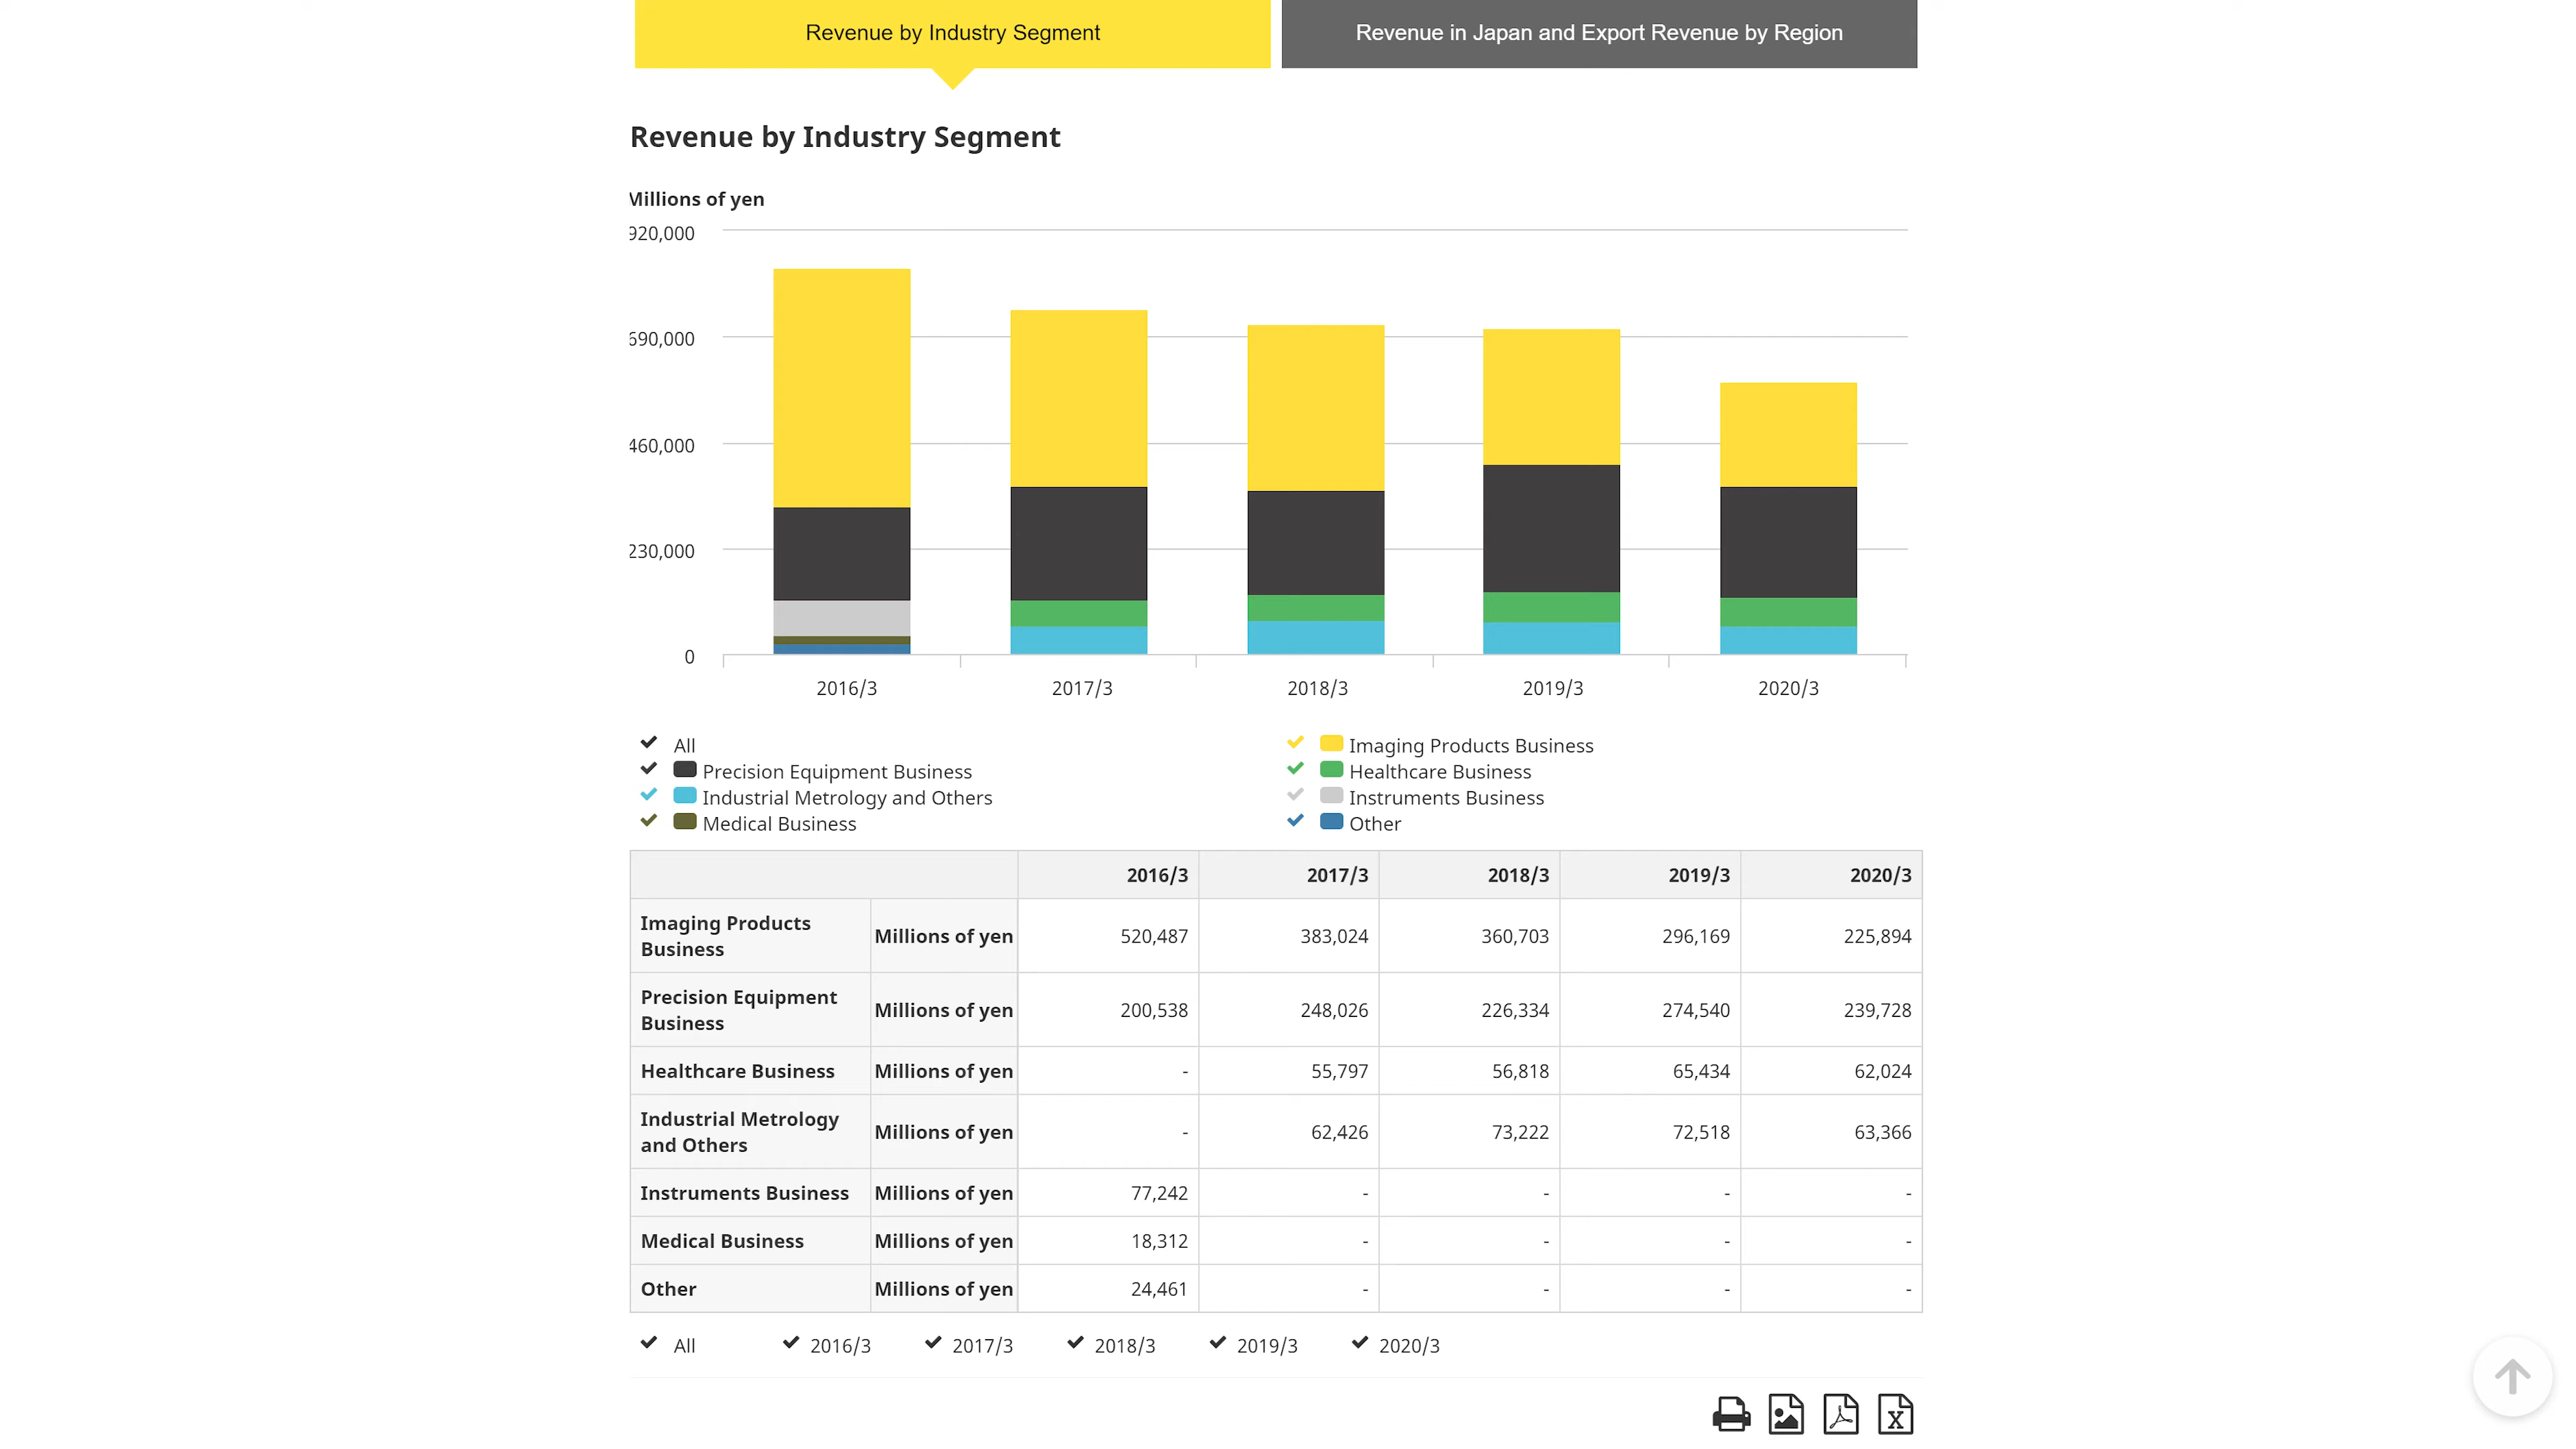 Revenue by Industry Segment
Revenue in Japan and Export Revenue by Region
Revenue by Industry Segment
Millions of yen
920,000
690,000
460,000
230,000
0
2016/3 2017/3 2018/3 2019/3 2020/3
All
Imaging Products Business
Precision Equipment Business
Healthcare Business
Industrial Metrology and Others
Instruments Business
Medical Business
Other
2016/3 2017/3 2018/3 2019/3 2020/3
Imaging Products
Business
Millions of yen 520,487 383,024 360,703 296,169 225,894
Precision Equipment
Business
Millions of yen 200,538 248,026 226,334 274,540 239,728
Healthcare Business Millions of yen - 55,797 56,818 65,434 62,024
Industrial Metrology
and Others
Millions of yen - 62,426 73,222 72,518 63,366
Instruments Business Millions of yen 77,242 - - - -
Medical Business Millions of yen 18,312 - - - -
Other Millions of yen 24,461 - - - -
All 2016/3 2017/3 2018/3 2019/3 2020/3